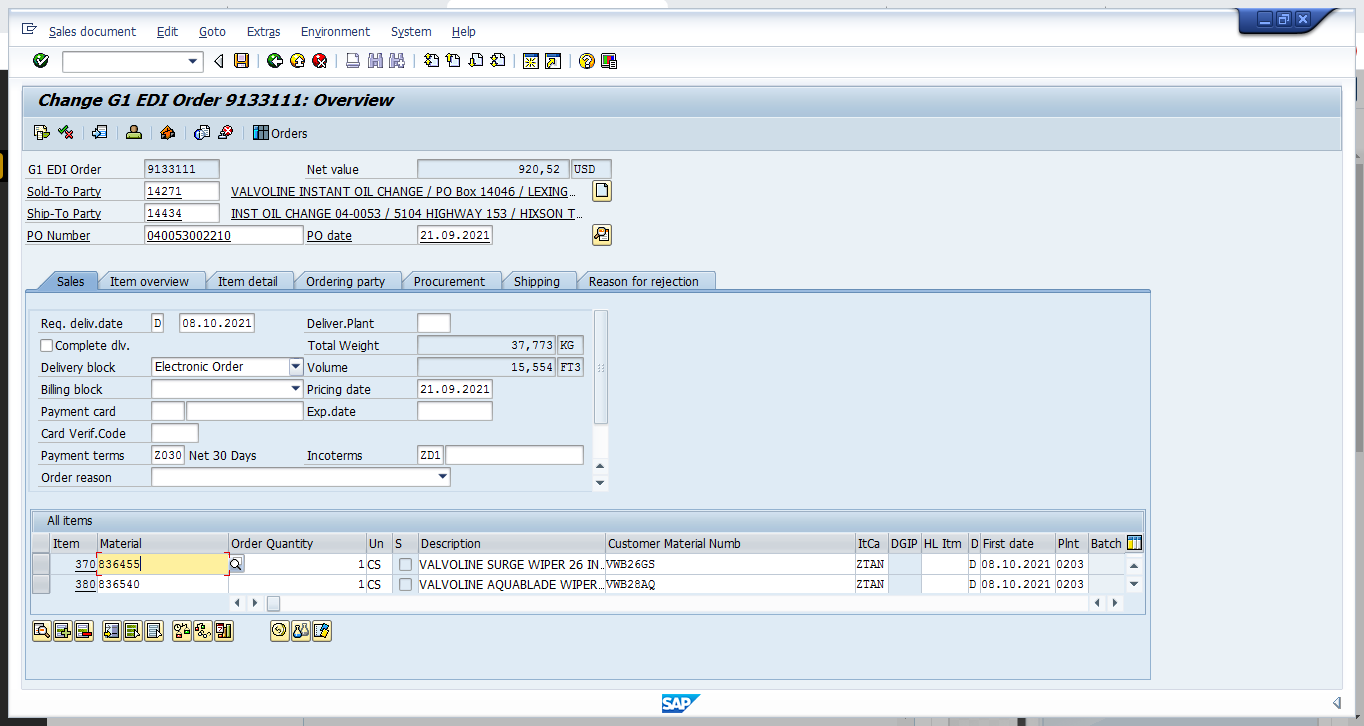 Sales document Edit Goto Extras Environment System Help
Change G1 EDI Order 9133111: Overview
Orders
G1 EDI Order 9133111 Net value 920,52 USD
Sold-To Party 14271 VALVOLINE INSTANT OIL CHANGE / PO Box 14046 / LEXING...
Ship-To Party 14434 INST OIL CHANGE 04-0053 / 5104 HIGHWAY 153 / HIXSON T...
PO Number 040053002210 PO date 21.09.2021
Sales Item overview Item detail Ordering party Procurement Shipping Reason for rejection
Req. deliv.date D 08.10.2021 Deliver.Plant
Complete dlv. Total Weight 37,773 KG
Delivery block Electronic Order Volume 15,554 FT3
Billing block Pricing date 21.09.2021
Payment card Exp.date
Card Verif.Code
Payment terms Z030 Net 30 Days Incoterms ZD1
Order reason
All items
Item Material Order Quantity Un S Description Customer Material Numb ItCa DGIP HL Itm D First date Plnt Batch
370 836455 1 CS VALVOLINE SURGE WIPER 26 IN... VWB26GS ZTAN D 08.10.2021 0203
380 836540 1 CS VALVOLINE AQUABLADE WIPER... VWB28AQ ZTAN D 08.10.2021 0203
SAP